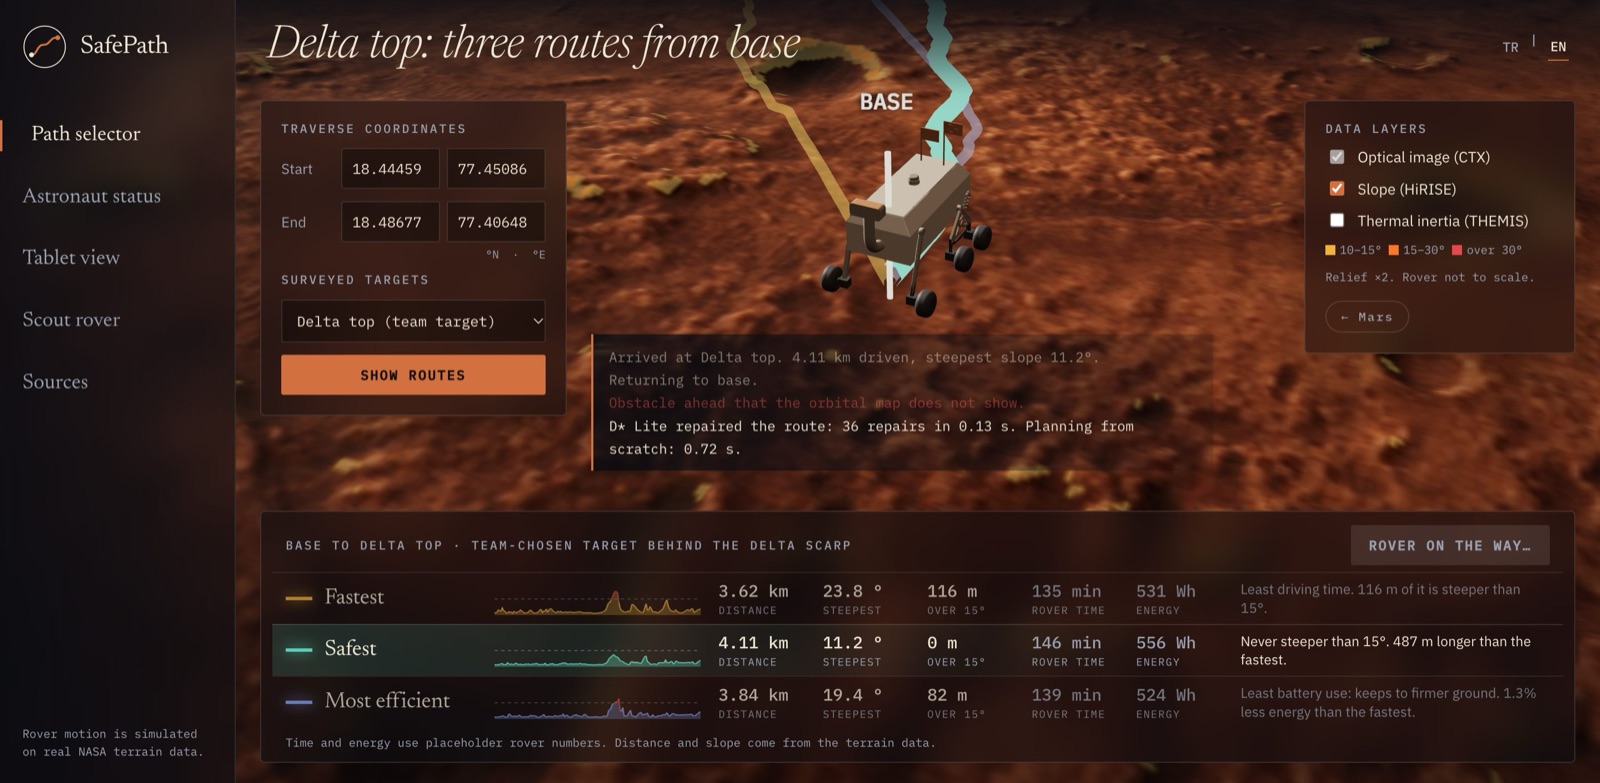 SafePath
Path selector
Astronaut status
Tablet view
Scout rover
Sources
Rover motion is simulated
on real NASA terrain data.
Delta top: three routes from base
TR | EN
TRAVERSE COORDINATES
Start 18.44459 77.45086
End 18.48677 77.40648
°N · °E
SURVEYED TARGETS
Delta top (team target)
SHOW ROUTES
BASE
DATA LAYERS
Optical image (CTX)
Slope (HiRISE)
Thermal inertia (THEMIS)
10–15° 15–30° over 30°
Relief ×2. Rover not to scale.
← Mars
Arrived at Delta top. 4.11 km driven, steepest slope 11.2°.
Returning to base.
Obstacle ahead that the orbital map does not show.
D* Lite repaired the route: 36 repairs in 0.13 s. Planning from
scratch: 0.72 s.
BASE TO DELTA TOP · TEAM-CHOSEN TARGET BEHIND THE DELTA SCARP
ROVER ON THE WAY…
Fastest 3.62 km 23.8 ° 116 m 135 min 531 Wh Least driving time. 116 m of it is steeper than
DISTANCE STEEPEST OVER 15° ROVER TIME ENERGY 15°.
Safest 4.11 km 11.2 ° 0 m 146 min 556 Wh Never steeper than 15°. 487 m longer than the
DISTANCE STEEPEST OVER 15° ROVER TIME ENERGY fastest.
Most efficient 3.84 km 19.4 ° 82 m 139 min 524 Wh Least battery use: keeps to firmer ground. 1.3%
DISTANCE STEEPEST OVER 15° ROVER TIME ENERGY less energy than the fastest.
Time and energy use placeholder rover numbers. Distance and slope come from the terrain data.